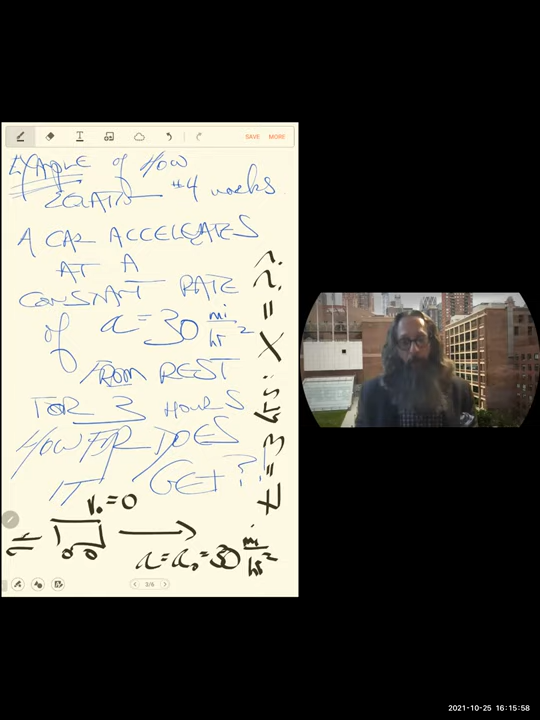 SAVE MORE
EXAMPLE of HOW
EQUATION #4 works
A CAR ACCELERATES
AT A
CONSTANT RATE
of a = 30 mi/hr²
FROM REST
FOR 3 HOURS
HOW FAR DOES
IT GET??
t = 3 hrs: X = ??
V₀ = 0
a = a₀ = 30 mi/hr²
3/6
2021-10-25 16:15:58